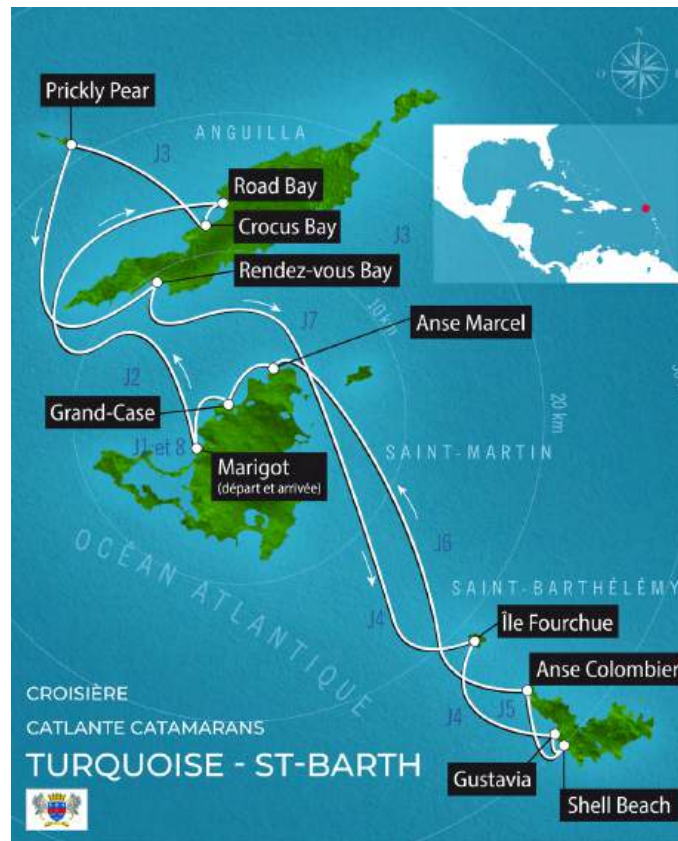 Prickly Pear
ANGUILLA
J3
Road Bay
Crocus Bay
J3
Rendez-vous Bay
10 km
J7
Anse Marcel
J2
Grand-Case
20 km
J1 et 8
SAINT-MARTIN
Marigot
(départ et arrivée)
OCÉAN ATLANTIQUE
J6
SAINT-BARTHÉLÉMY
J4
Île Fourchue
Anse Colombier
J4
J5
Gustavia
Shell Beach
CROISIÈRE
CATLANTE CATAMARANS
TURQUOISE - ST-BARTH